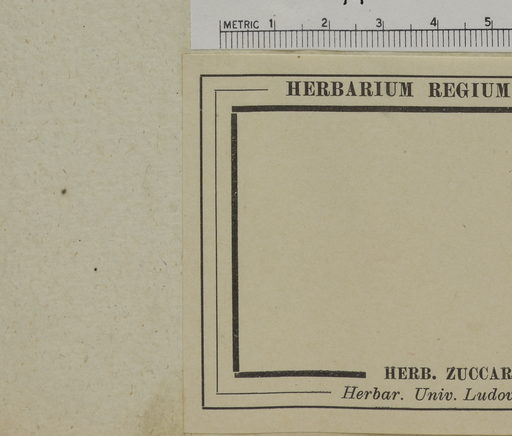 METRIC 1 2 3 4 5
HERBARIUM REGIUM
HERB. ZUCCAR
Herbar. Univ. Ludov